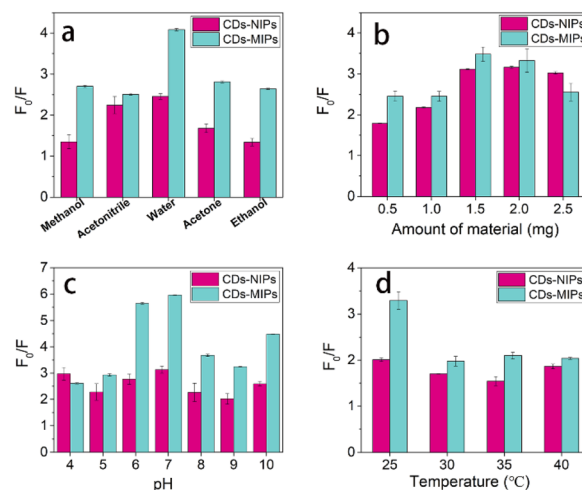 a
CDs-NIPs
CDs-MIPs
F₀/F
4
3
2
1
0
Methanol
Acetonitrile
Water
Acetone
Ethanol
b
CDs-NIPs
CDs-MIPs
F₀/F
4
3
2
1
0
0.5 1.0 1.5 2.0 2.5
Amount of material (mg)
c
CDs-NIPs
CDs-MIPs
F₀/F
7
6
5
4
3
2
1
0
4 5 6 7 8 9 10
pH
d
CDs-NIPs
CDs-MIPs
F₀/F
4
3
2
1
0
25 30 35 40
Temperature (℃)